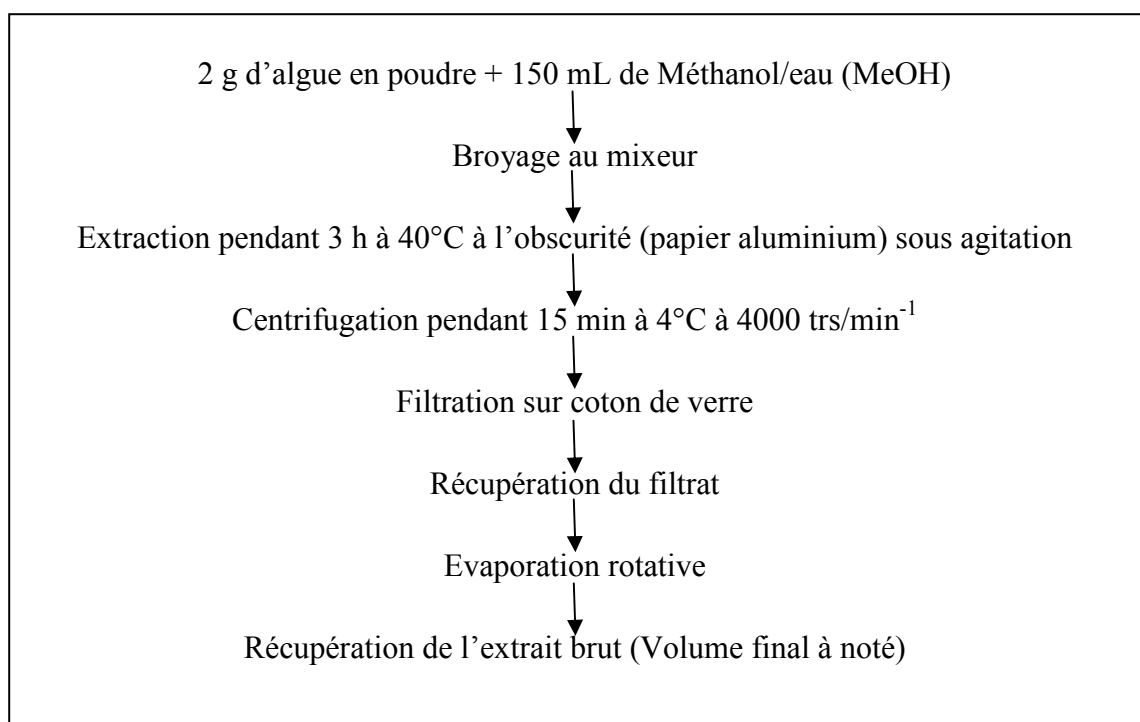 2 g d’algue en poudre + 150 mL de Méthanol/eau (MeOH)
Broyage au mixeur
Extraction pendant 3 h à 40°C à l’obscurité (papier aluminium) sous agitation
Centrifugation pendant 15 min à 4°C à 4000 trs/min⁻¹
Filtration sur coton de verre
Récupération du filtrat
Evaporation rotative
Récupération de l’extrait brut (Volume final à noté)